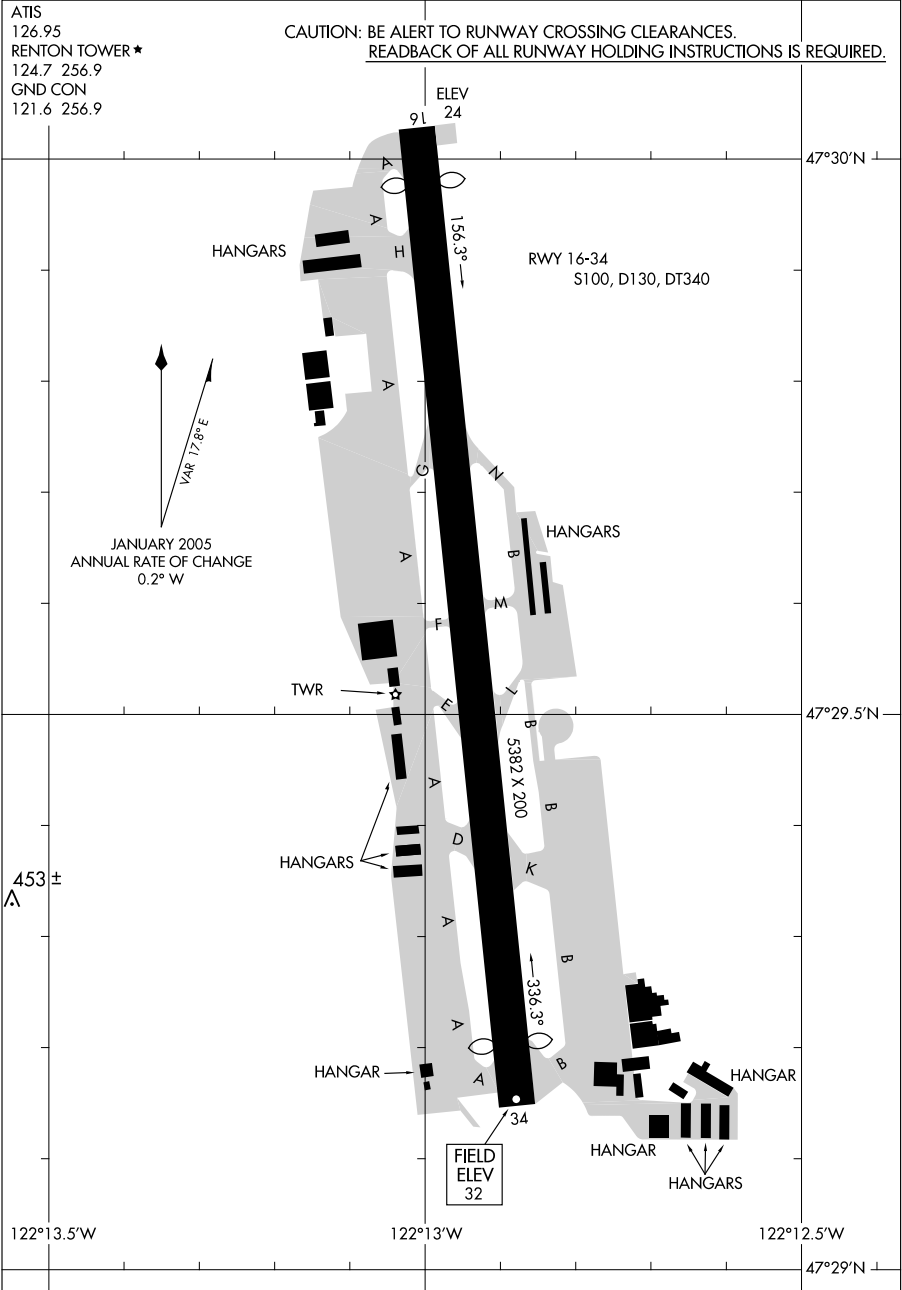 ATIS
126.95
RENTON TOWER★
124.7 256.9
GND CON
121.6 256.9
CAUTION: BE ALERT TO RUNWAY CROSSING CLEARANCES.
READBACK OF ALL RUNWAY HOLDING INSTRUCTIONS IS REQUIRED.
ELEV
24
16
47°30'N
A
A
H
HANGARS
156.3°
RWY 16-34
S100, D130, DT340
A
VAR 17.8° E
G
N
JANUARY 2005
ANNUAL RATE OF CHANGE
0.2° W
HANGARS
A
B
M
F
TWR
E
L
47°29.5'N
B
5382 X 200
A
B
D
HANGARS
K
453 ±
A
B
336.3°
A
HANGAR
A
B
HANGAR
34
FIELD
ELEV
32
HANGAR
HANGARS
122°13.5'W
122°13'W
122°12.5'W
47°29'N